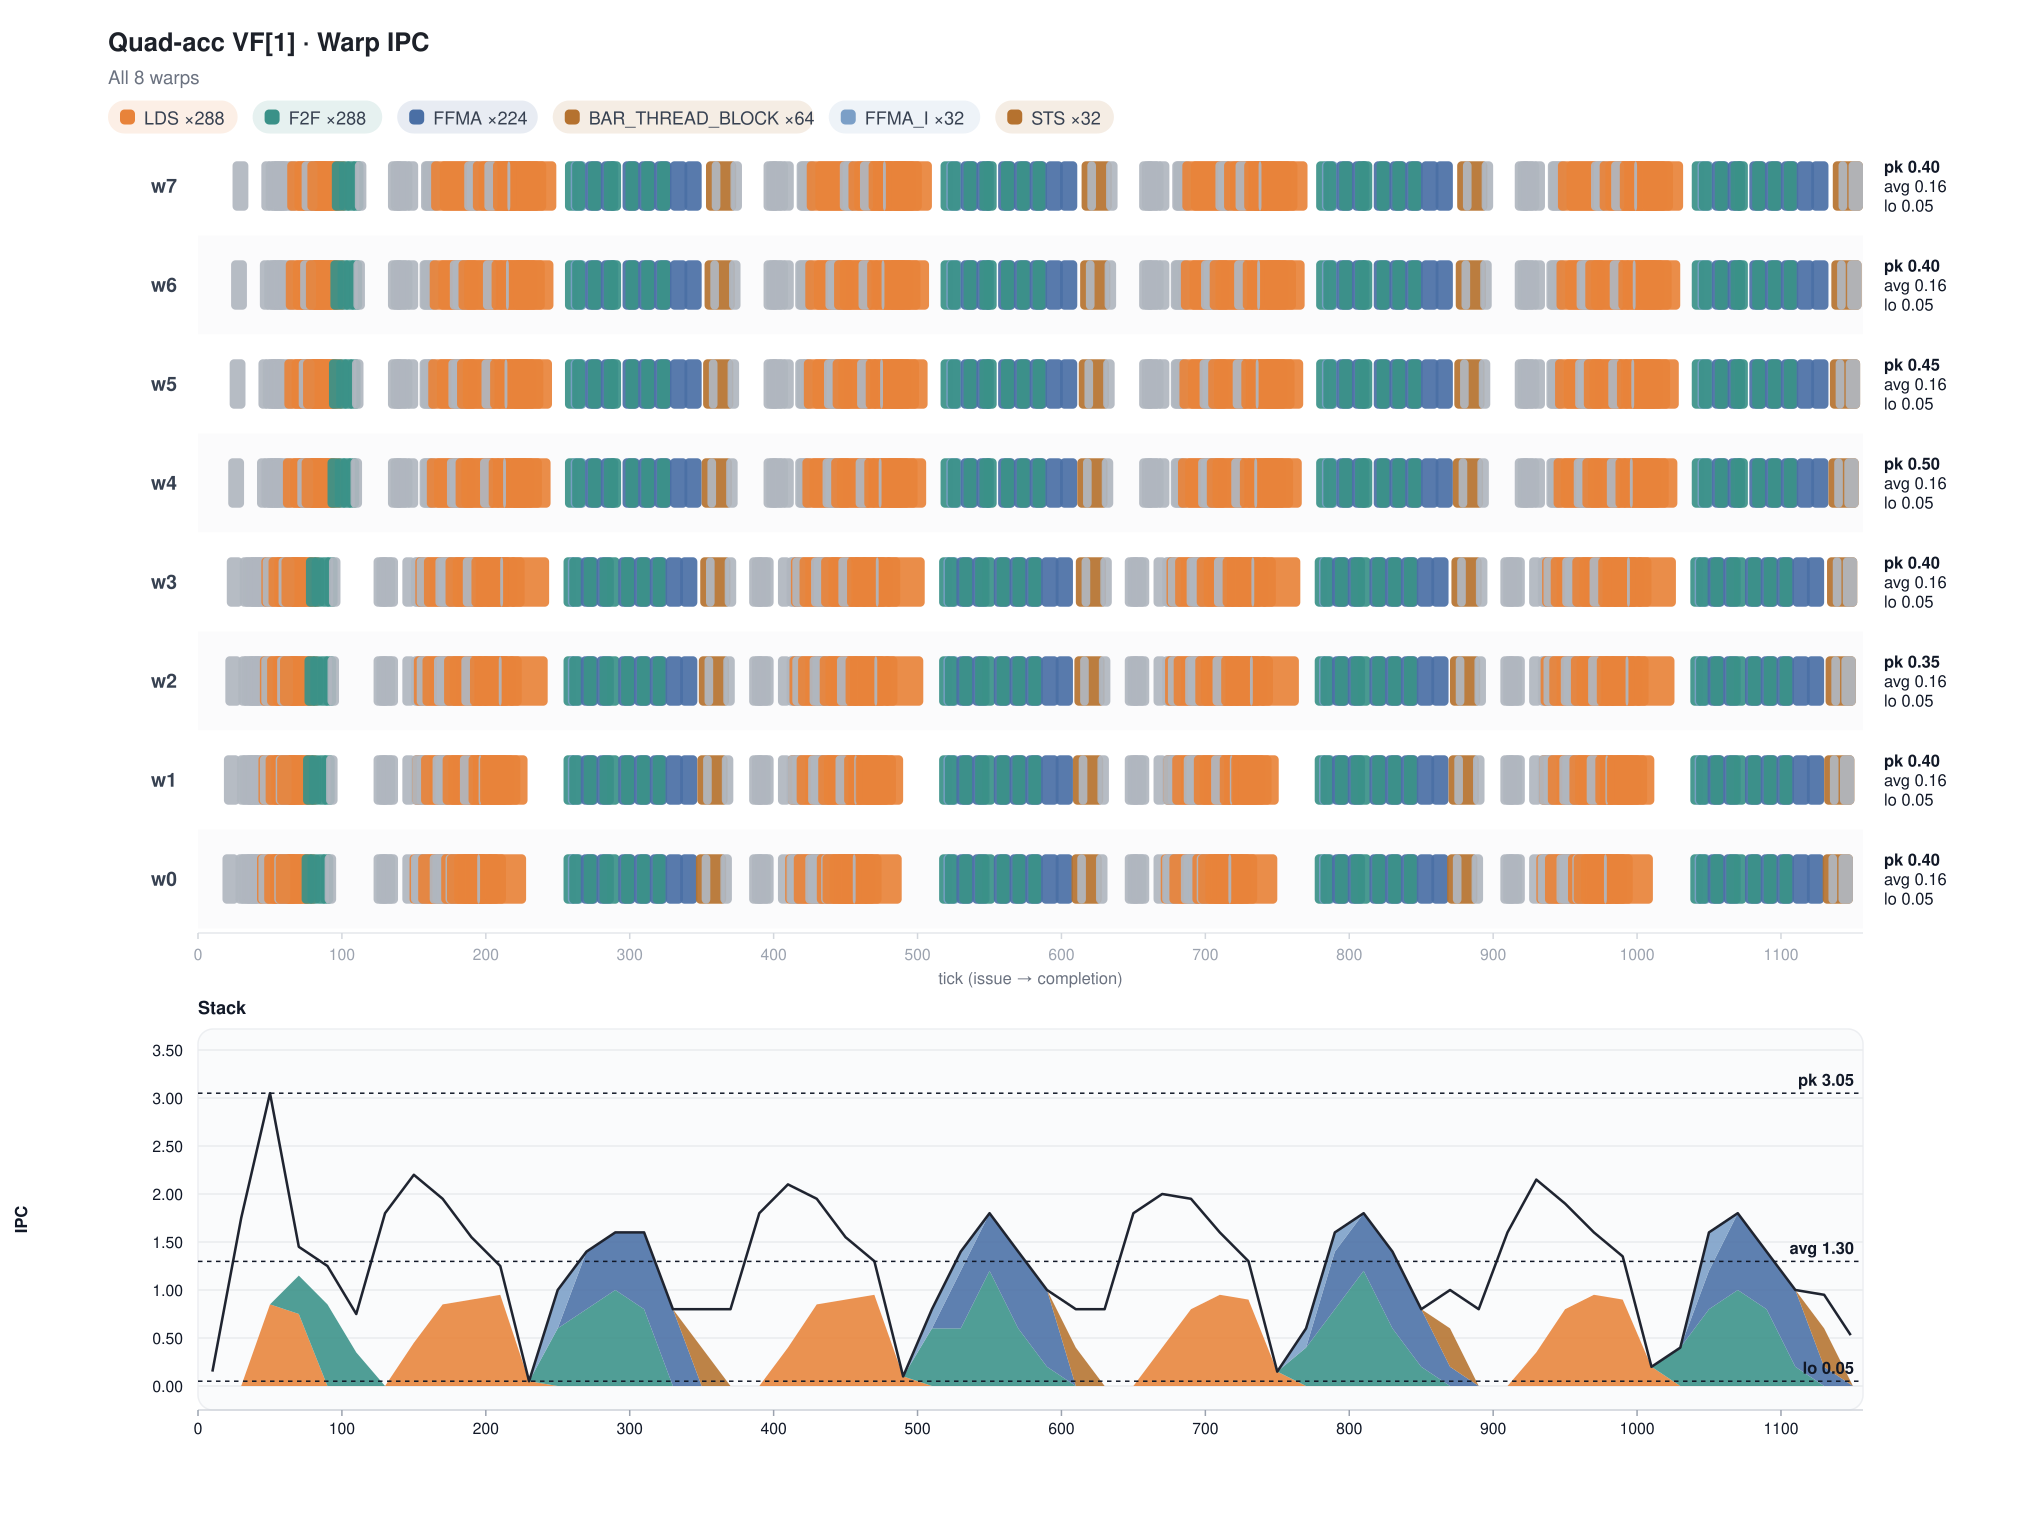 Quad-acc VF[1] · Warp IPC
All 8 warps
LDS ×288 F2F ×288 FFMA ×224 BAR_THREAD_BLOCK ×64 FFMA_I ×32 STS ×32
w7 pk 0.40
avg 0.16
lo 0.05
w6 pk 0.40
avg 0.16
lo 0.05
w5 pk 0.45
avg 0.16
lo 0.05
w4 pk 0.50
avg 0.16
lo 0.05
w3 pk 0.40
avg 0.16
lo 0.05
w2 pk 0.35
avg 0.16
lo 0.05
w1 pk 0.40
avg 0.16
lo 0.05
w0 pk 0.40
avg 0.16
lo 0.05
0 100 200 300 400 500 600 700 800 900 1000 1100
tick (issue → completion)
Stack
3.50
pk 3.05
3.00
2.50
2.00
1.50
avg 1.30
1.00
0.50
lo 0.05
0.00
IPC
0 100 200 300 400 500 600 700 800 900 1000 1100